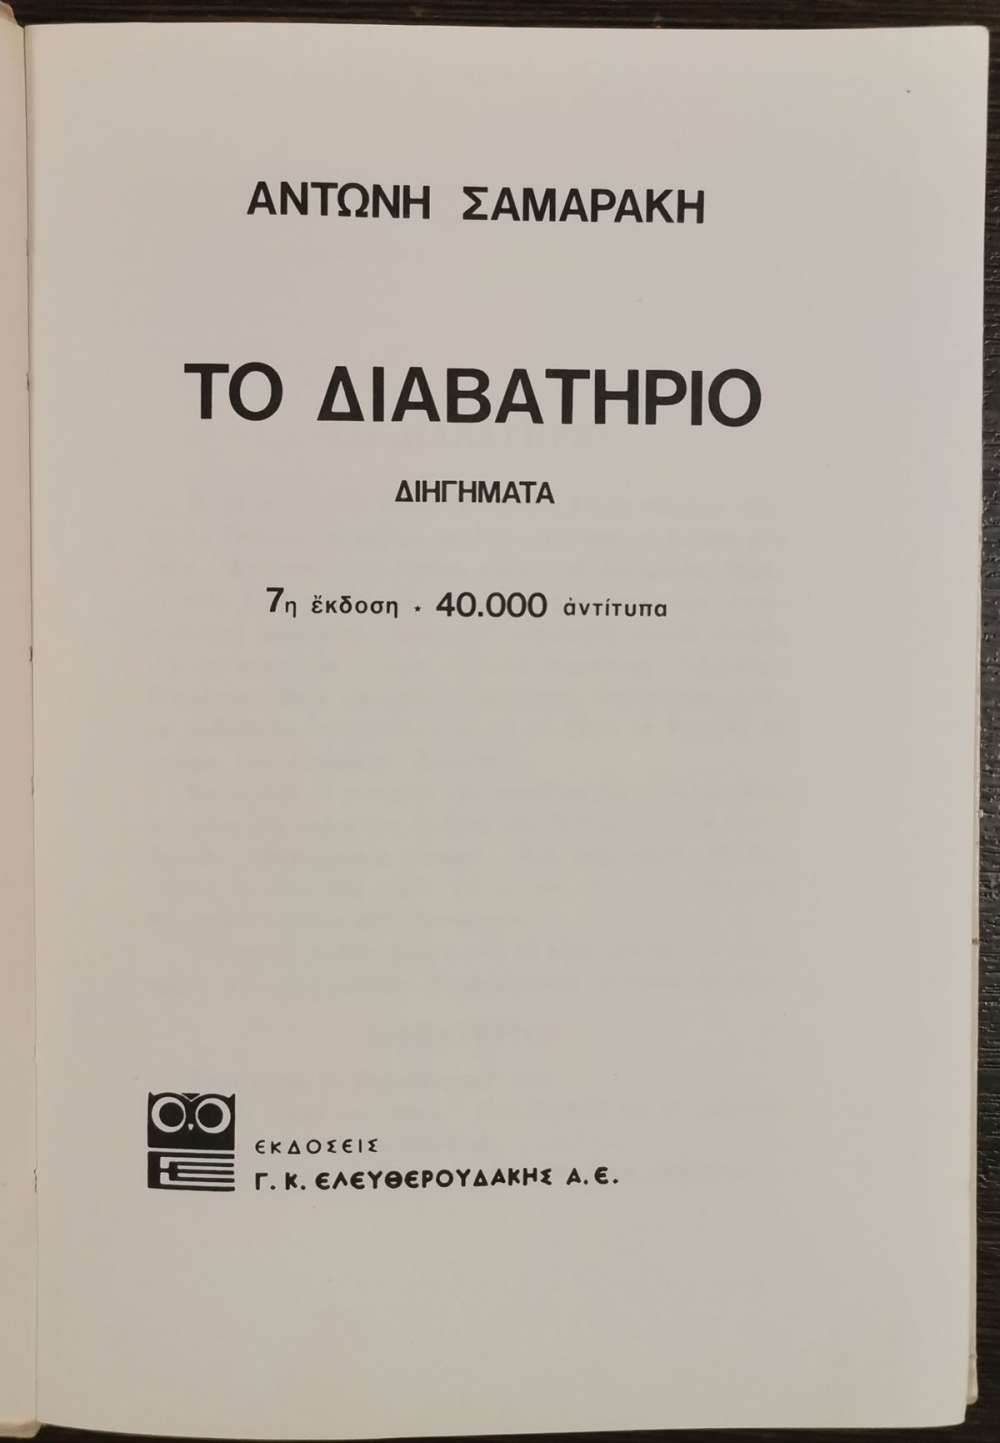 ΑΝΤΩΝΗ ΣΑΜΑΡΑΚΗ
ΤΟ ΔΙΑΒΑΤΗΡΙΟ
ΔΙΗΓΗΜΑΤΑ
7η ἔκδοση * 40.000 ἀντίτυπα
ΕΚΔΟΣΕΙΣ
Γ. Κ. ΕΛΕΥΘΕΡΟΥΔΑΚΗΣ Α.Ε.